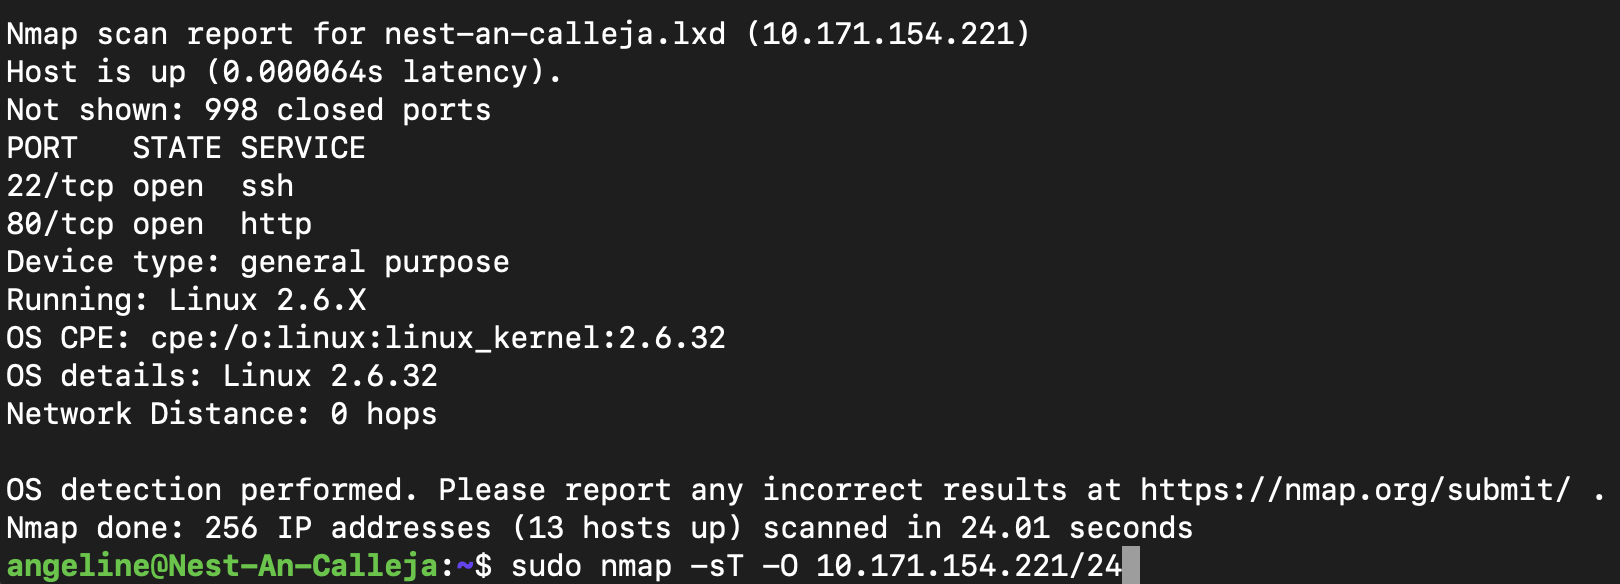 Nmap scan report for nest-an-calleja.lxd (10.171.154.221)
Host is up (0.000064s latency).
Not shown: 998 closed ports
PORT   STATE SERVICE
22/tcp open  ssh
80/tcp open  http
Device type: general purpose
Running: Linux 2.6.X
OS CPE: cpe:/o:linux:linux_kernel:2.6.32
OS details: Linux 2.6.32
Network Distance: 0 hops

OS detection performed. Please report any incorrect results at https://nmap.org/submit/ .
Nmap done: 256 IP addresses (13 hosts up) scanned in 24.01 seconds
angeline@Nest-An-Calleja:~$ sudo nmap -sT -O 10.171.154.221/24